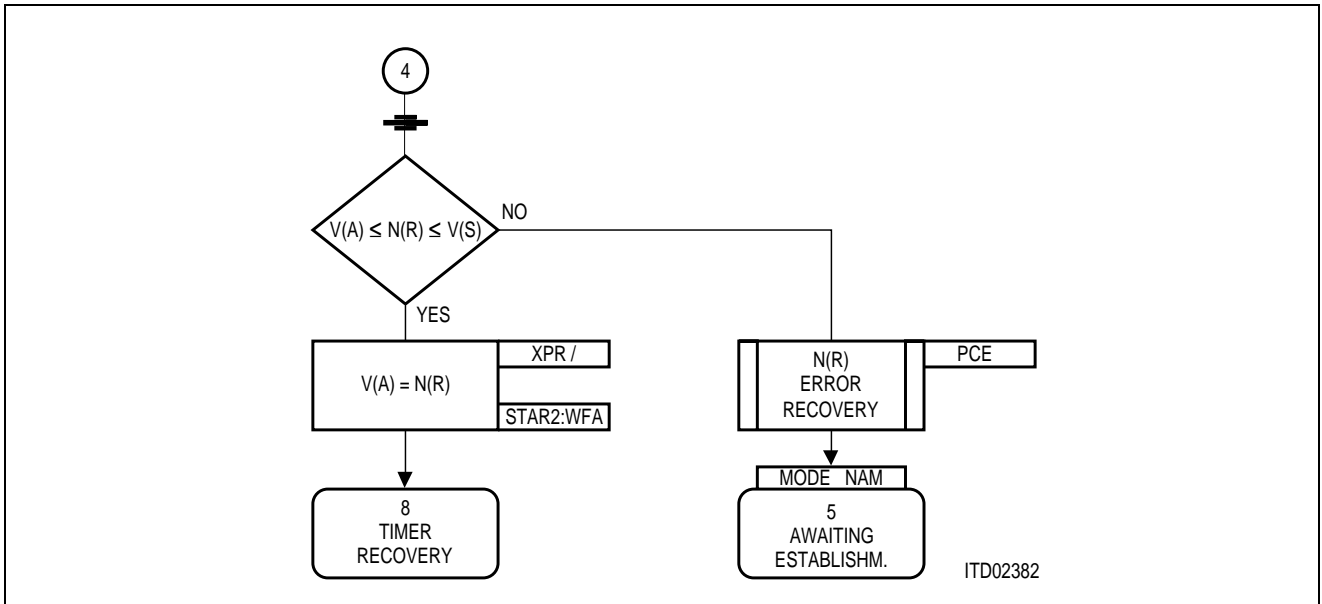 4
V(A) ≤ N(R) ≤ V(S)
NO
YES
V(A) = N(R)
XPR /
STAR2:WFA
N(R)
ERROR
RECOVERY
PCE
8
TIMER
RECOVERY
MODE NAM
5
AWAITING
ESTABLISHM.
ITD02382